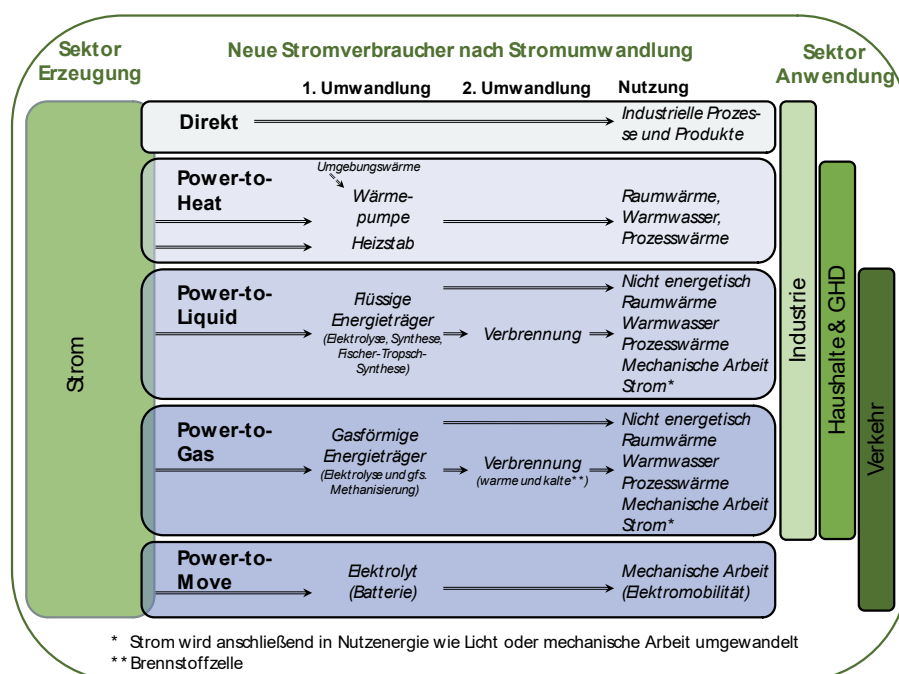 Sektor
Erzeugung
Neue Stromverbraucher nach Stromumwandlung
Sektor
Anwendung
1. Umwandlung
2. Umwandlung
Nutzung
Strom
Direkt
Industrielle Prozes-
se und Produkte
Power-to-
Heat
Umgebungswärme
Wärme-
pumpe
Heizstab
Raumwärme,
Warmwasser,
Prozesswärme
Power-to-
Liquid
Flüssige
Energieträger
(Elektrolyse, Synthese,
Fischer-Tropsch-
Synthese)
Verbrennung
Nicht energetisch
Raumwärme
Warmwasser
Prozesswärme
Mechanische Arbeit
Strom*
Power-to-
Gas
Gasförmige
Energieträger
(Elektrolyse und gfs.
Methanisierung)
Verbrennung
(warme und kalte**)
Nicht energetisch
Raumwärme
Warmwasser
Prozesswärme
Mechanische Arbeit
Strom*
Power-to-
Move
Elektrolyt
(Batterie)
Mechanische Arbeit
(Elektromobilität)
Industrie
Haushalte & GHD
Verkehr
* Strom wird anschließend in Nutzenergie wie Licht oder mechanische Arbeit umgewandelt
** Brennstoffzelle